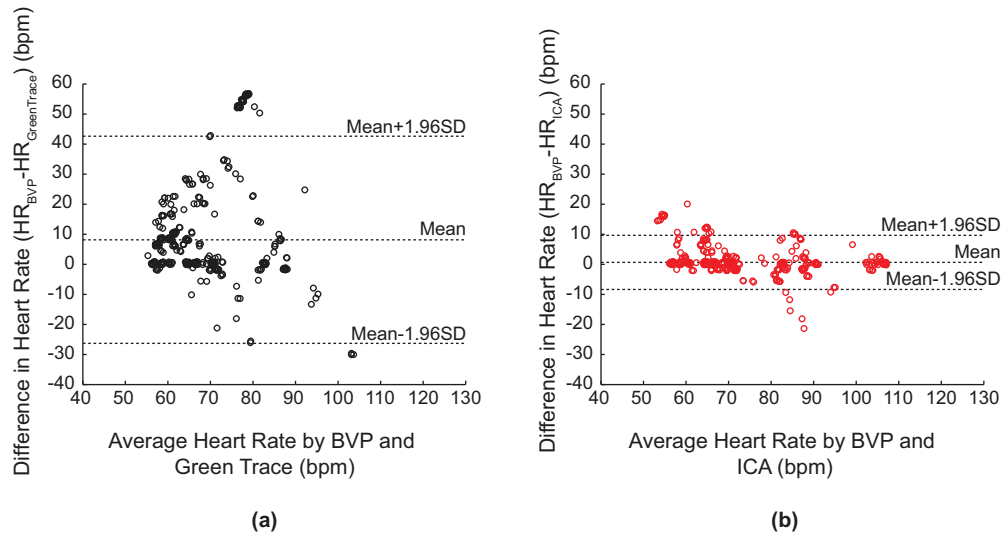 Difference in Heart Rate (HR_BVP-HR_GreenTrace) (bpm)
60
50
40
30
20
10
0
-10
-20
-30
-40
Mean+1.96SD
Mean
Mean-1.96SD
40 50 60 70 80 90 100 110 120 130
Average Heart Rate by BVP and
Green Trace (bpm)
(a)
Difference in Heart Rate (HR_BVP-HR_ICA) (bpm)
60
50
40
30
20
10
0
-10
-20
-30
-40
Mean+1.96SD
Mean
Mean-1.96SD
40 50 60 70 80 90 100 110 120 130
Average Heart Rate by BVP and
ICA (bpm)
(b)